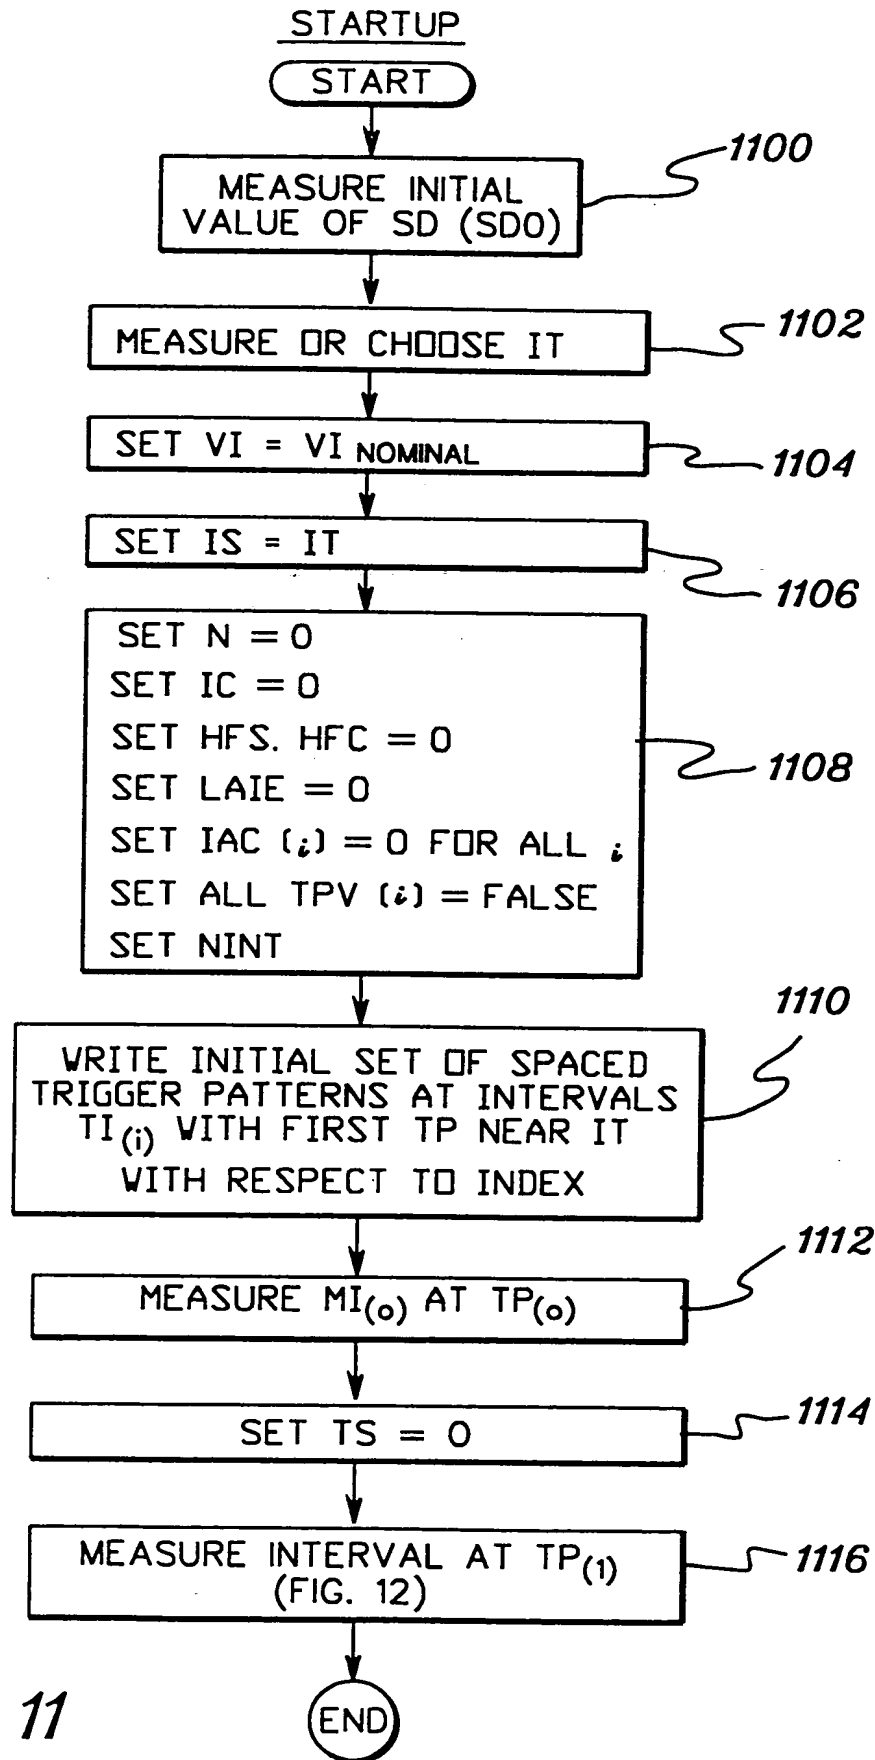 STARTUP
START
1100
MEASURE INITIAL
VALUE OF SD (SD0)
1102
MEASURE OR CHOOSE IT
SET VI = VI NOMINAL
1104
SET IS = IT
1106
SET N = 0
SET IC = 0
SET HFS. HFC = 0
1108
SET LAIE = 0
SET IAC (i) = 0 FOR ALL i
SET ALL TPV (i) = FALSE
SET NINT
1110
WRITE INITIAL SET OF SPACED
TRIGGER PATTERNS AT INTERVALS
TI(i) WITH FIRST TP NEAR IT
WITH RESPECT TO INDEX
1112
MEASURE MI(o) AT TP(o)
1114
SET TS = 0
MEASURE INTERVAL AT TP(1)
(FIG. 12)
1116
END
11